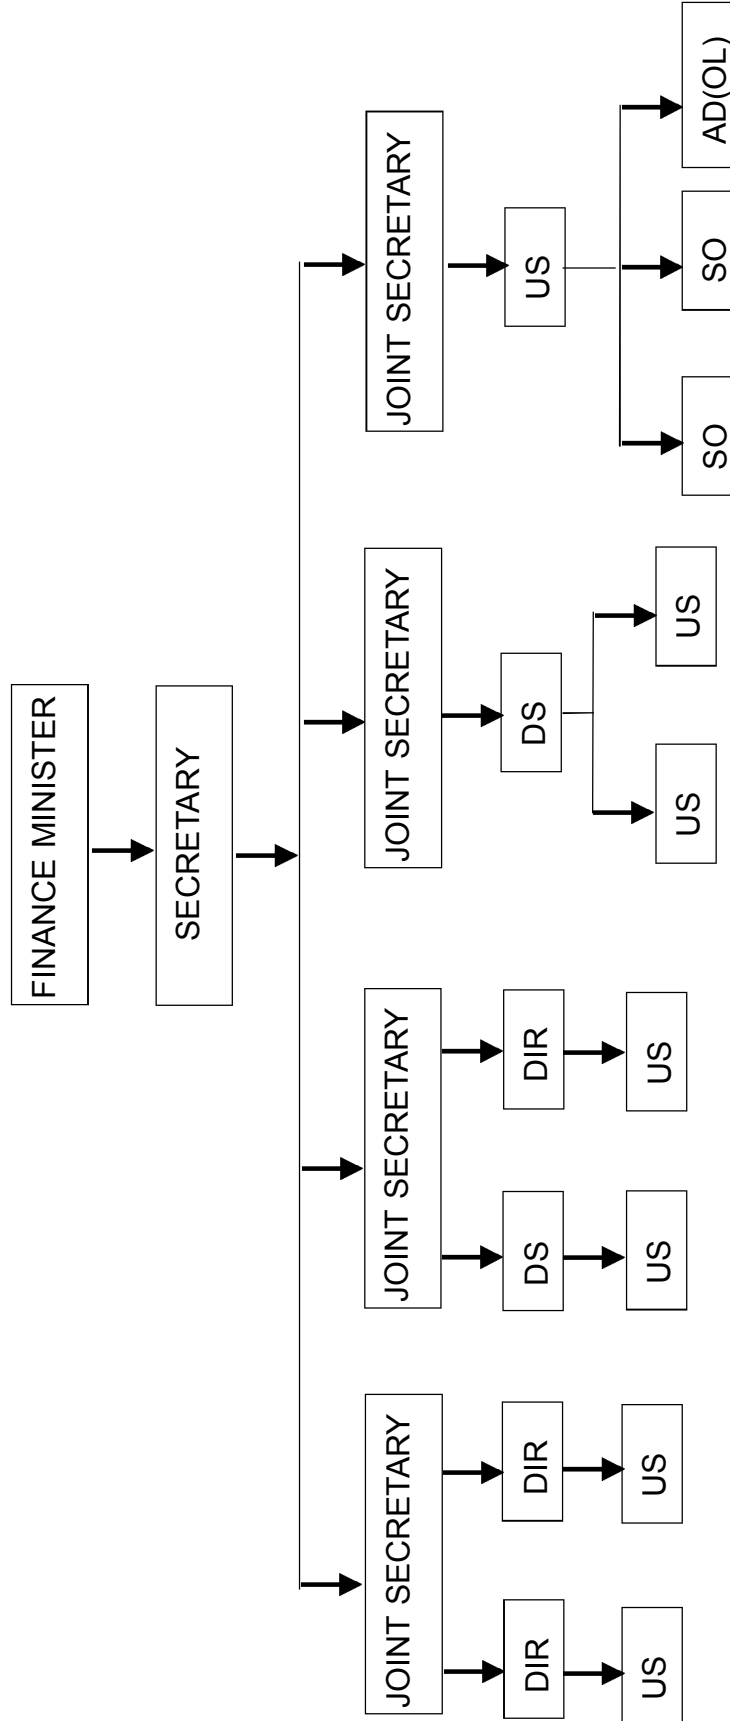 FINANCE MINISTER
SECRETARY
JOINT SECRETARY
JOINT SECRETARY
JOINT SECRETARY
JOINT SECRETARY
DIR
DIR
DS
DIR
DS
US
US
US
US
US
US
US
SO
SO
AD(OL)